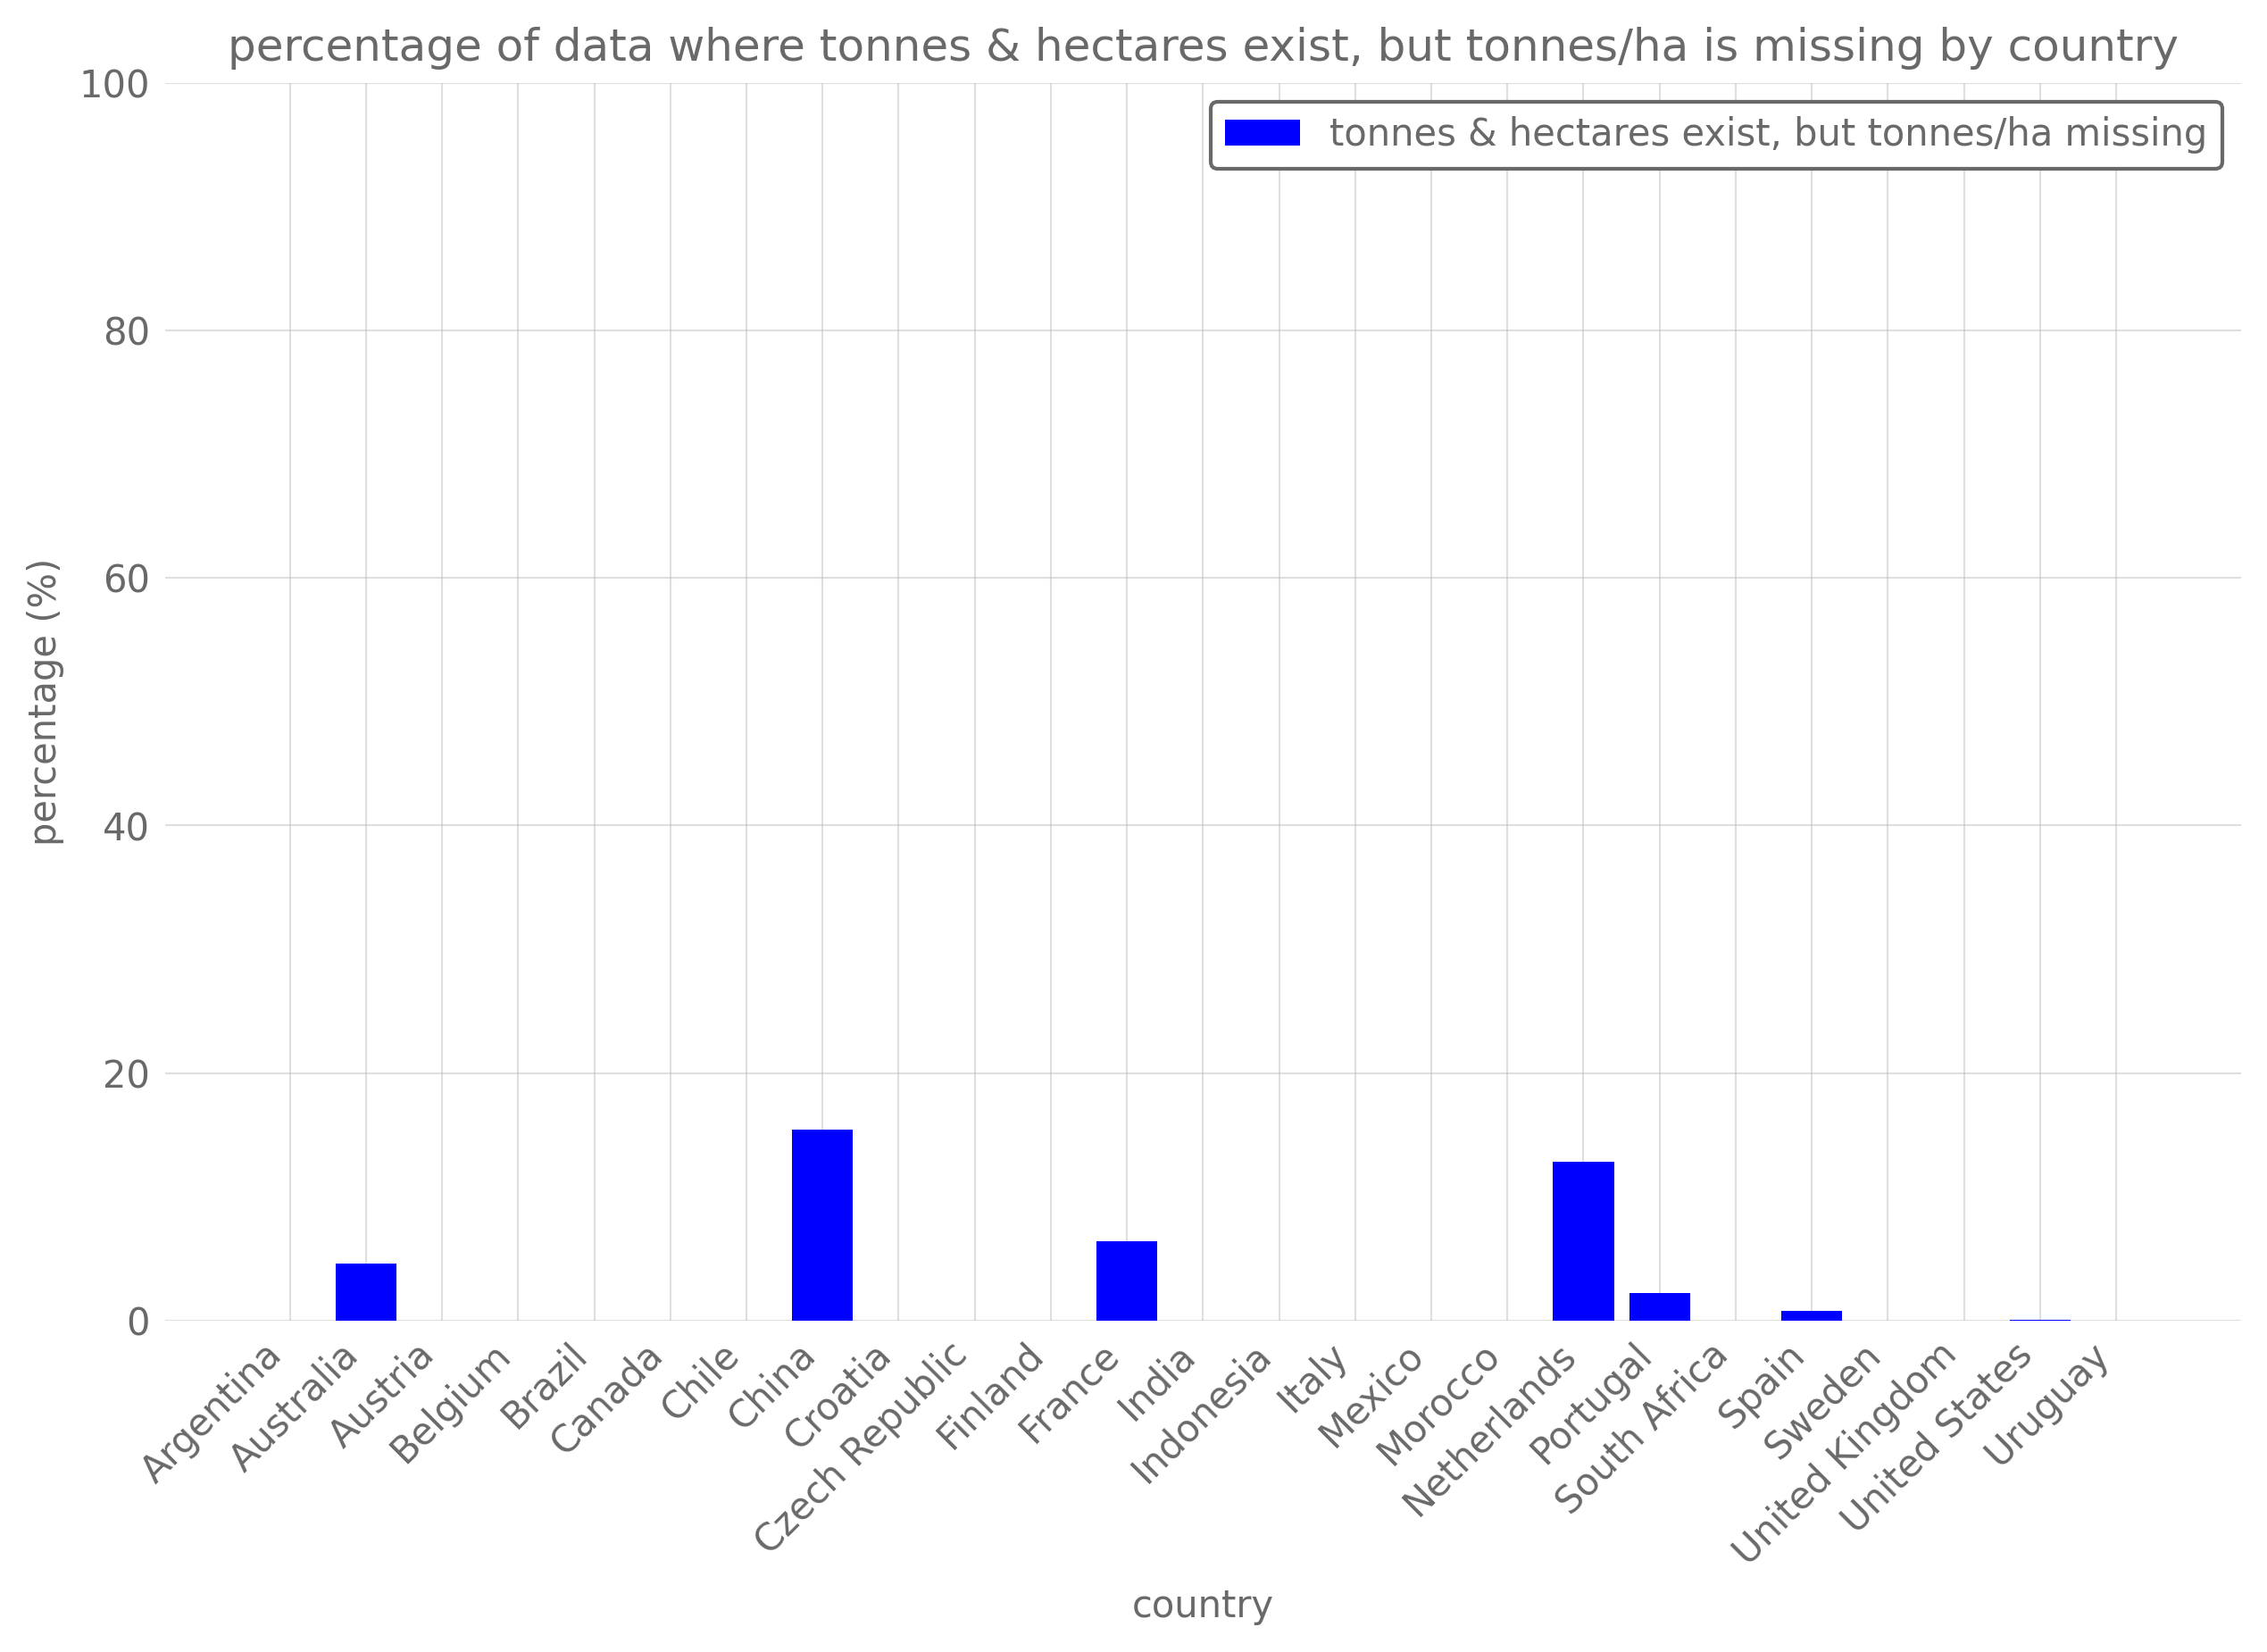 percentage of data where tonnes & hectares exist, but tonnes/ha is missing by country
100
tonnes & hectares exist, but tonnes/ha missing
80
60
40
20
0
percentage (%)
Argentina
Australia
Austria
Belgium
Brazil
Canada
Chile
China
Croatia
Czech Republic
Finland
France
India
Indonesia
Italy
Mexico
Morocco
Netherlands
Portugal
South Africa
Spain
Sweden
United Kingdom
United States
Uruguay
country